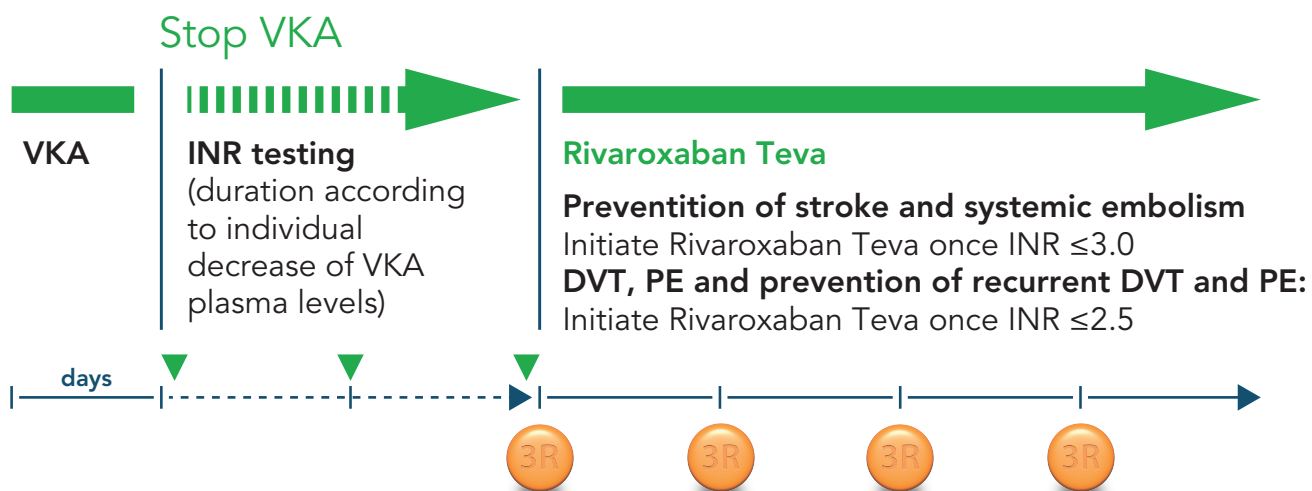 Stop VKA
VKA
INR testing
(duration according
to individual
decrease of VKA
plasma levels)
Rivaroxaban Teva
Preventition of stroke and systemic embolism
Initiate Rivaroxaban Teva once INR ≤3.0
DVT, PE and prevention of recurrent DVT and PE:
Initiate Rivaroxaban Teva once INR ≤2.5
days
3R
3R
3R
3R